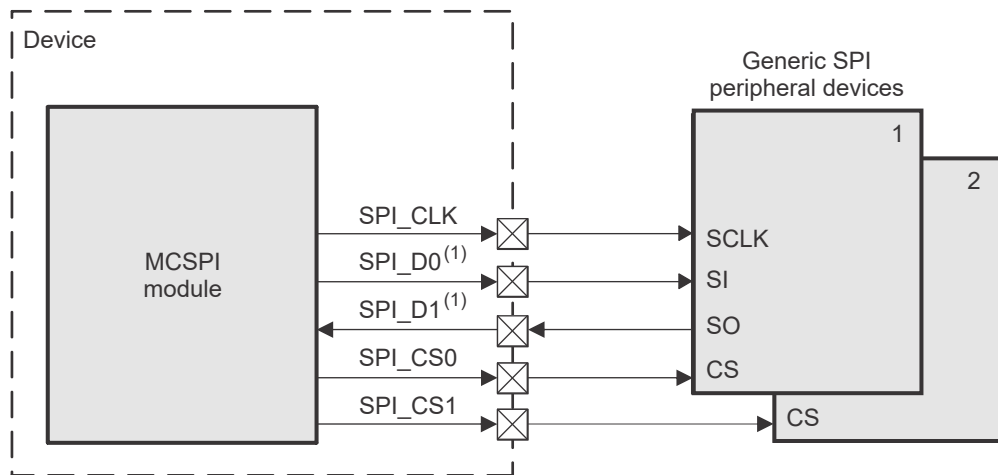 Device
Generic SPI
peripheral devices
1
2
MCSPI
module
SPI_CLK
SPI_D0(1)
SPI_D1(1)
SPI_CS0
SPI_CS1
SCLK
SI
SO
CS
CS